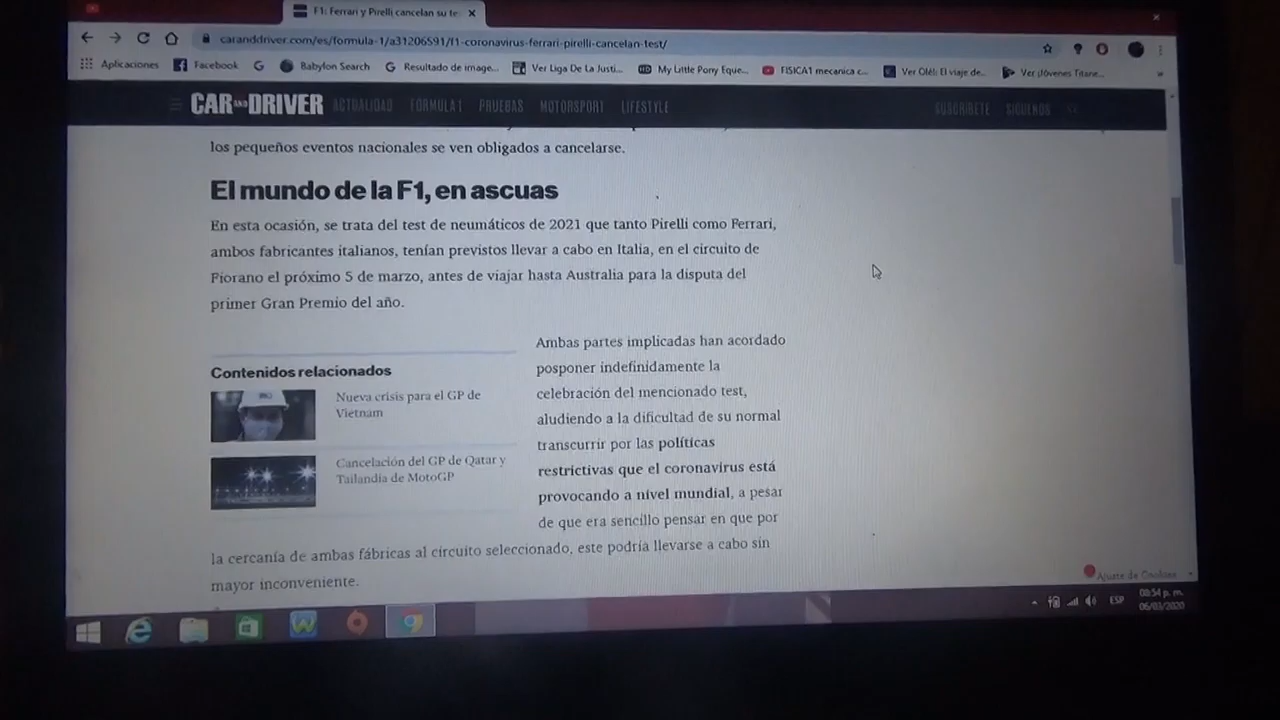 F1: Ferrari y Pirelli cancelan su te
caranddriver.com/es/formula-1/a31206591/f1-coronavirus-ferrari-pirelli-cancelan-test/
Aplicaciones
Facebook
Babylon Search
Resultado de image...
Ver Liga De La Justi...
My Little Pony Eque...
FISICA1 mecanica c...
Ver Olé!: El viaje de...
Ver ¡Jóvenes Titane...
CAR AND DRIVER
ACTUALIDAD
FÓRMULA 1
PRUEBAS
MOTORSPORT
LIFESTYLE
SUSCRÍBETE
SÍGUENOS
los pequeños eventos nacionales se ven obligados a cancelarse.
El mundo de la F1, en ascuas
En esta ocasión, se trata del test de neumáticos de 2021 que tanto Pirelli como Ferrari,
ambos fabricantes italianos, tenían previstos llevar a cabo en Italia, en el circuito de
Fiorano el próximo 5 de marzo, antes de viajar hasta Australia para la disputa del
primer Gran Premio del año.
Contenidos relacionados
Nueva crisis para el GP de
Vietnam
Cancelación del GP de Qatar y
Tailandia de MotoGP
Ambas partes implicadas han acordado
posponer indefinidamente la
celebración del mencionado test,
aludiendo a la dificultad de su normal
transcurrir por las políticas
restrictivas que el coronavirus está
provocando a nivel mundial, a pesar
de que era sencillo pensar en que por
la cercanía de ambas fábricas al circuito seleccionado, este podría llevarse a cabo sin
mayor inconveniente.
Ajuste de Cookies
ESP
08:54 p. m.
06/03/2020